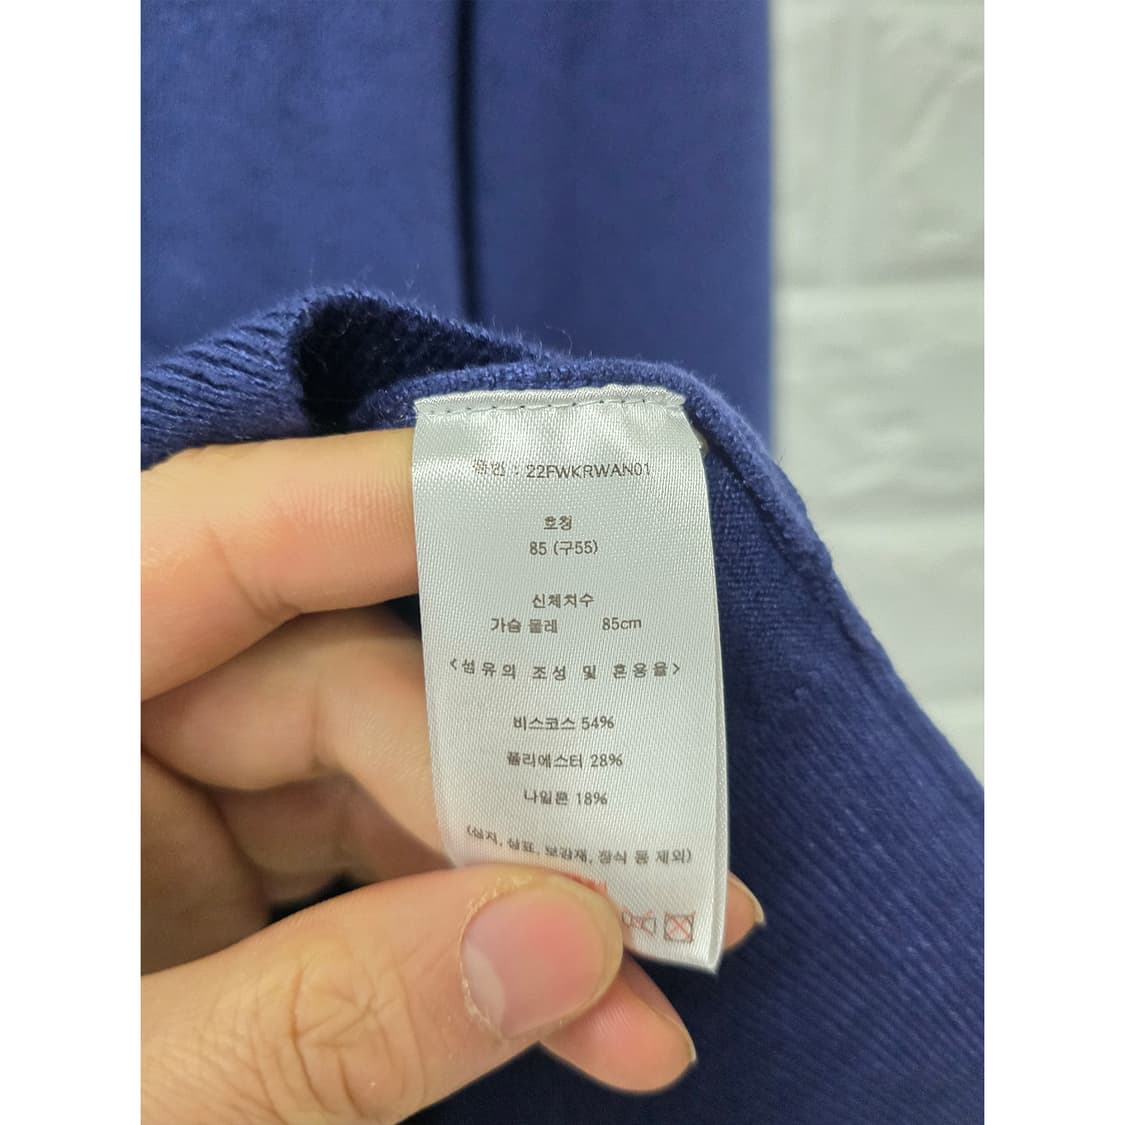 품번 : 22FWKRWAN01
호칭
85 (구55)
신체치수
가슴 둘레 85cm
<섬유의 조성 및 혼용율>
비스코스 54%
폴리에스터 28%
나일론 18%
(심지, 상표, 보강재, 장식 등 제외)